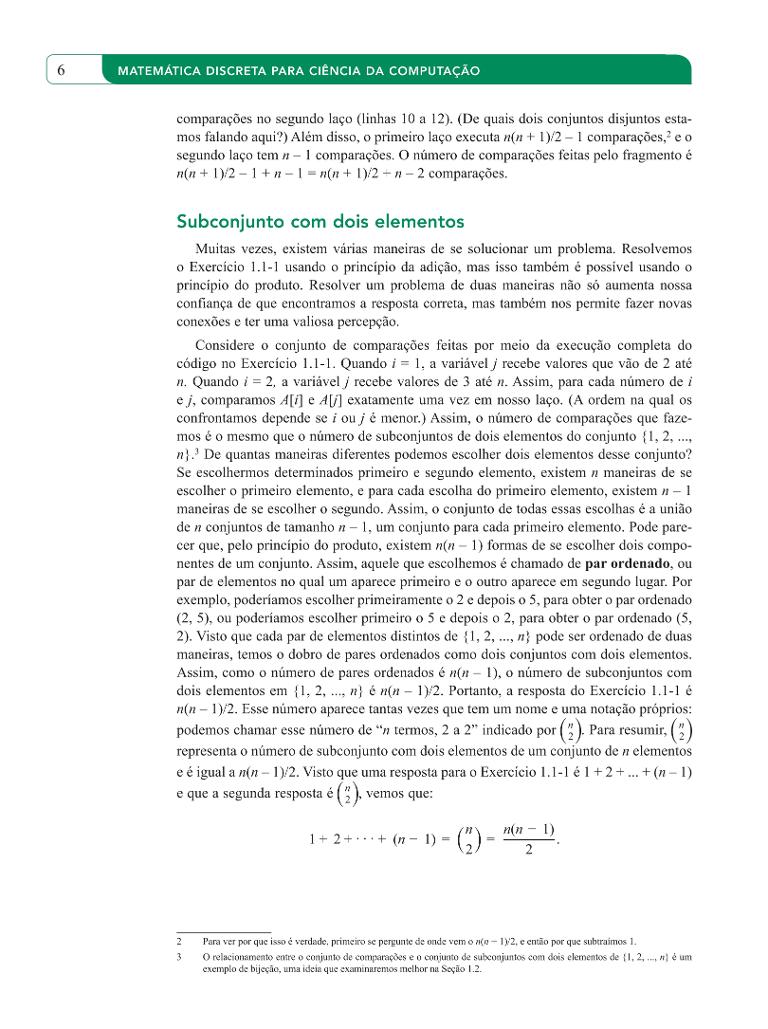 6
MATEMÁTICA DISCRETA PARA CIÊNCIA DA COMPUTAÇÃO
comparações no segundo laço (linhas 10 a 12). (De quais dois conjuntos disjuntos esta-
mos falando aqui?) Além disso, o primeiro laço executa n(n + 1)/2 – 1 comparações,² e o
segundo laço tem n – 1 comparações. O número de comparações feitas pelo fragmento é
n(n + 1)/2 – 1 + n – 1 = n(n + 1)/2 + n – 2 comparações.
Subconjunto com dois elementos
Muitas vezes, existem várias maneiras de se solucionar um problema. Resolvemos
o Exercício 1.1-1 usando o princípio da adição, mas isso também é possível usando o
princípio do produto. Resolver um problema de duas maneiras não só aumenta nossa
confiança de que encontramos a resposta correta, mas também nos permite fazer novas
conexões e ter uma valiosa percepção.
Considere o conjunto de comparações feitas por meio da execução completa do
código no Exercício 1.1-1. Quando i = 1, a variável j recebe valores que vão de 2 até
n. Quando i = 2, a variável j recebe valores de 3 até n. Assim, para cada número de i
e j, comparamos A[i] e A[j] exatamente uma vez em nosso laço. (A ordem na qual os
confrontamos depende se i ou j é menor.) Assim, o número de comparações que faze-
mos é o mesmo que o número de subconjuntos de dois elementos do conjunto {1, 2, ...,
n}.³ De quantas maneiras diferentes podemos escolher dois elementos desse conjunto?
Se escolhermos determinados primeiro e segundo elemento, existem n maneiras de se
escolher o primeiro elemento, e para cada escolha do primeiro elemento, existem n – 1
maneiras de se escolher o segundo. Assim, o conjunto de todas essas escolhas é a união
de n conjuntos de tamanho n – 1, um conjunto para cada primeiro elemento. Pode pare-
cer que, pelo princípio do produto, existem n(n – 1) formas de se escolher dois compo-
nentes de um conjunto. Assim, aquele que escolhemos é chamado de par ordenado, ou
par de elementos no qual um aparece primeiro e o outro aparece em segundo lugar. Por
exemplo, poderíamos escolher primeiramente o 2 e depois o 5, para obter o par ordenado
(2, 5), ou poderíamos escolher primeiro o 5 e depois o 2, para obter o par ordenado (5,
2). Visto que cada par de elementos distintos de {1, 2, ..., n} pode ser ordenado de duas
maneiras, temos o dobro de pares ordenados como dois conjuntos com dois elementos.
Assim, como o número de pares ordenados é n(n – 1), o número de subconjuntos com
dois elementos em {1, 2, ..., n} é n(n – 1)/2. Portanto, a resposta do Exercício 1.1-1 é
n(n – 1)/2. Esse número aparece tantas vezes que tem um nome e uma notação próprios:
podemos chamar esse número de “n termos, 2 a 2” indicado por (n 2). Para resumir, (n 2)
representa o número de subconjunto com dois elementos de um conjunto de n elementos
e é igual a n(n – 1)/2. Visto que uma resposta para o Exercício 1.1-1 é 1 + 2 + ... + (n – 1)
e que a segunda resposta é (n 2), vemos que:
1 + 2 + · · · + (n − 1) = (n 2) = n(n − 1) / 2.
2 Para ver por que isso é verdade, primeiro se pergunte de onde vem o n(n − 1)/2, e então por que subtraímos 1.
3 O relacionamento entre o conjunto de comparações e o conjunto de subconjuntos com dois elementos de {1, 2, ..., n} é um
exemplo de bijeção, uma ideia que examinaremos melhor na Seção 1.2.